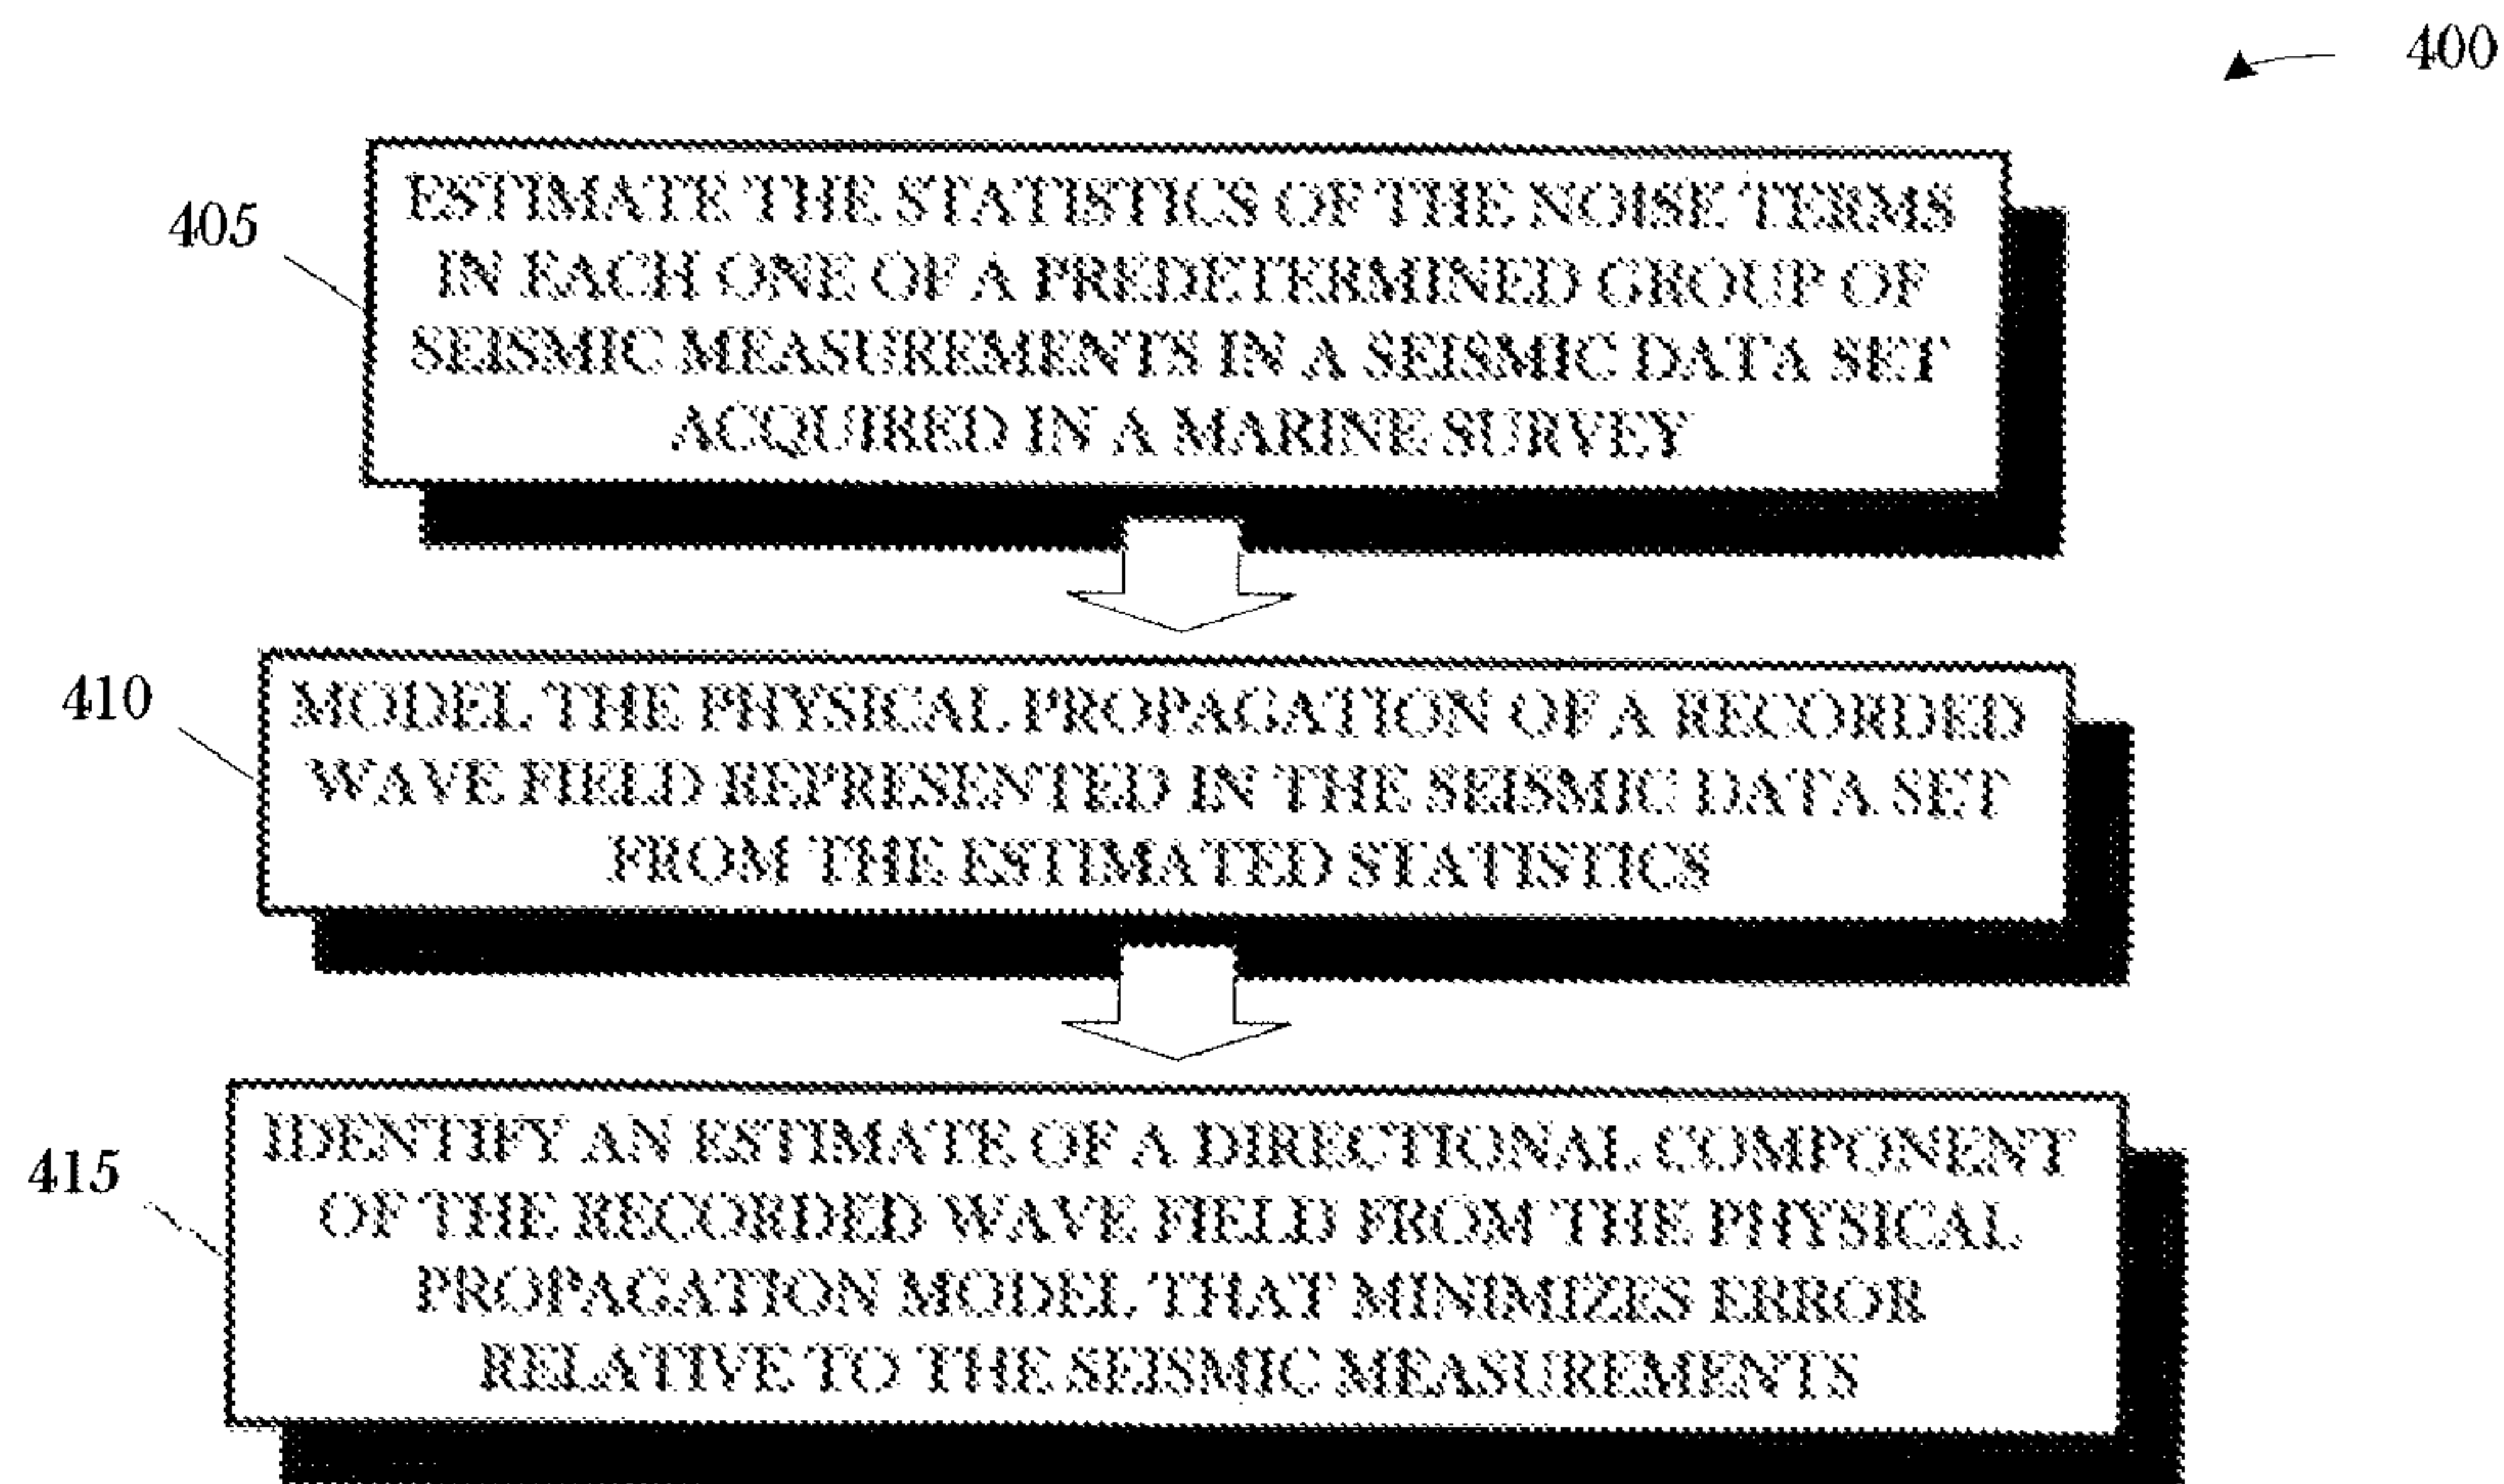 400
405
ESTIMATE THE STATISTICS OF THE NOISE TERMS
IN EACH ONE OF A PREDETERMINED GROUP OF
SEISMIC MEASUREMENTS IN A SEISMIC DATA SET
ACQUIRED IN A MARINE SURVEY
410
MODEL THE PHYSICAL PROPAGATION OF A RECORDED
WAVE FIELD REPRESENTED IN THE SEISMIC DATA SET
FROM THE ESTIMATED STATISTICS
415
IDENTIFY AN ESTIMATE OF A DIRECTIONAL COMPONENT
OF THE RECORDED WAVE FIELD FROM THE PHYSICAL
PROPAGATION MODEL THAT MINIMIZES ERROR
RELATIVE TO THE SEISMIC MEASUREMENTS